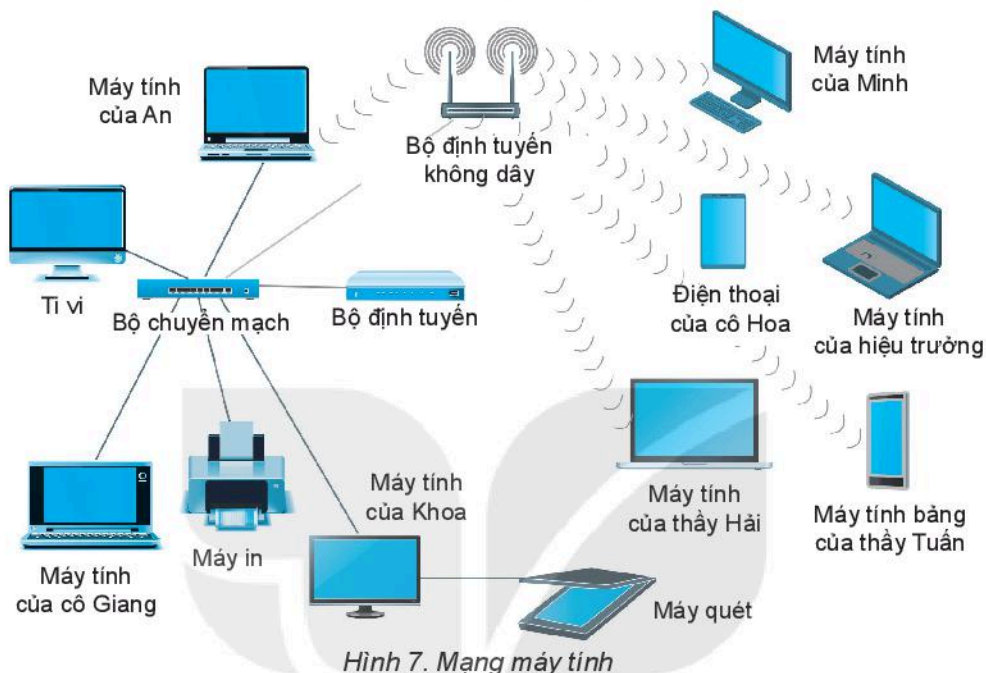 Máy tính
của An
Bộ định tuyến
không dây
Máy tính
của Minh
Ti vi
Bộ chuyển mạch
Bộ định tuyến
Điện thoại
của cô Hoa
Máy tính
của hiệu trưởng
Máy tính
của cô Giang
Máy in
Máy tính
của Khoa
Máy tính
của thầy Hải
Máy tính bảng
của thầy Tuấn
Máy quét
Hình 7. Mạng máy tính